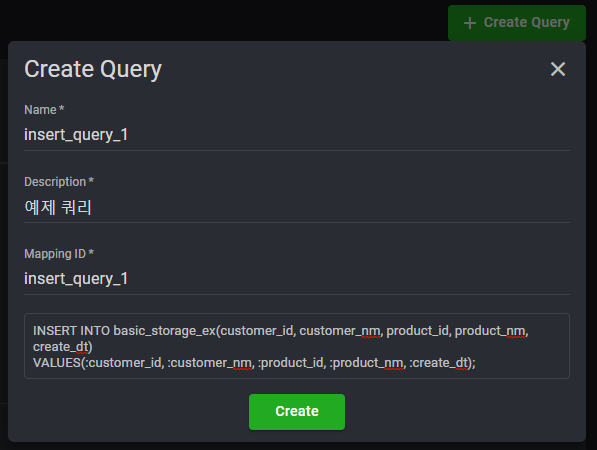 + Create Query
Create Query
Name *
insert_query_1
Description *
예제 쿼리
Mapping ID *
insert_query_1
INSERT INTO basic_storage_ex(customer_id, customer_nm, product_id, product_nm,
create_dt)
VALUES(:customer_id, :customer_nm, :product_id, :product_nm, :create_dt);
Create